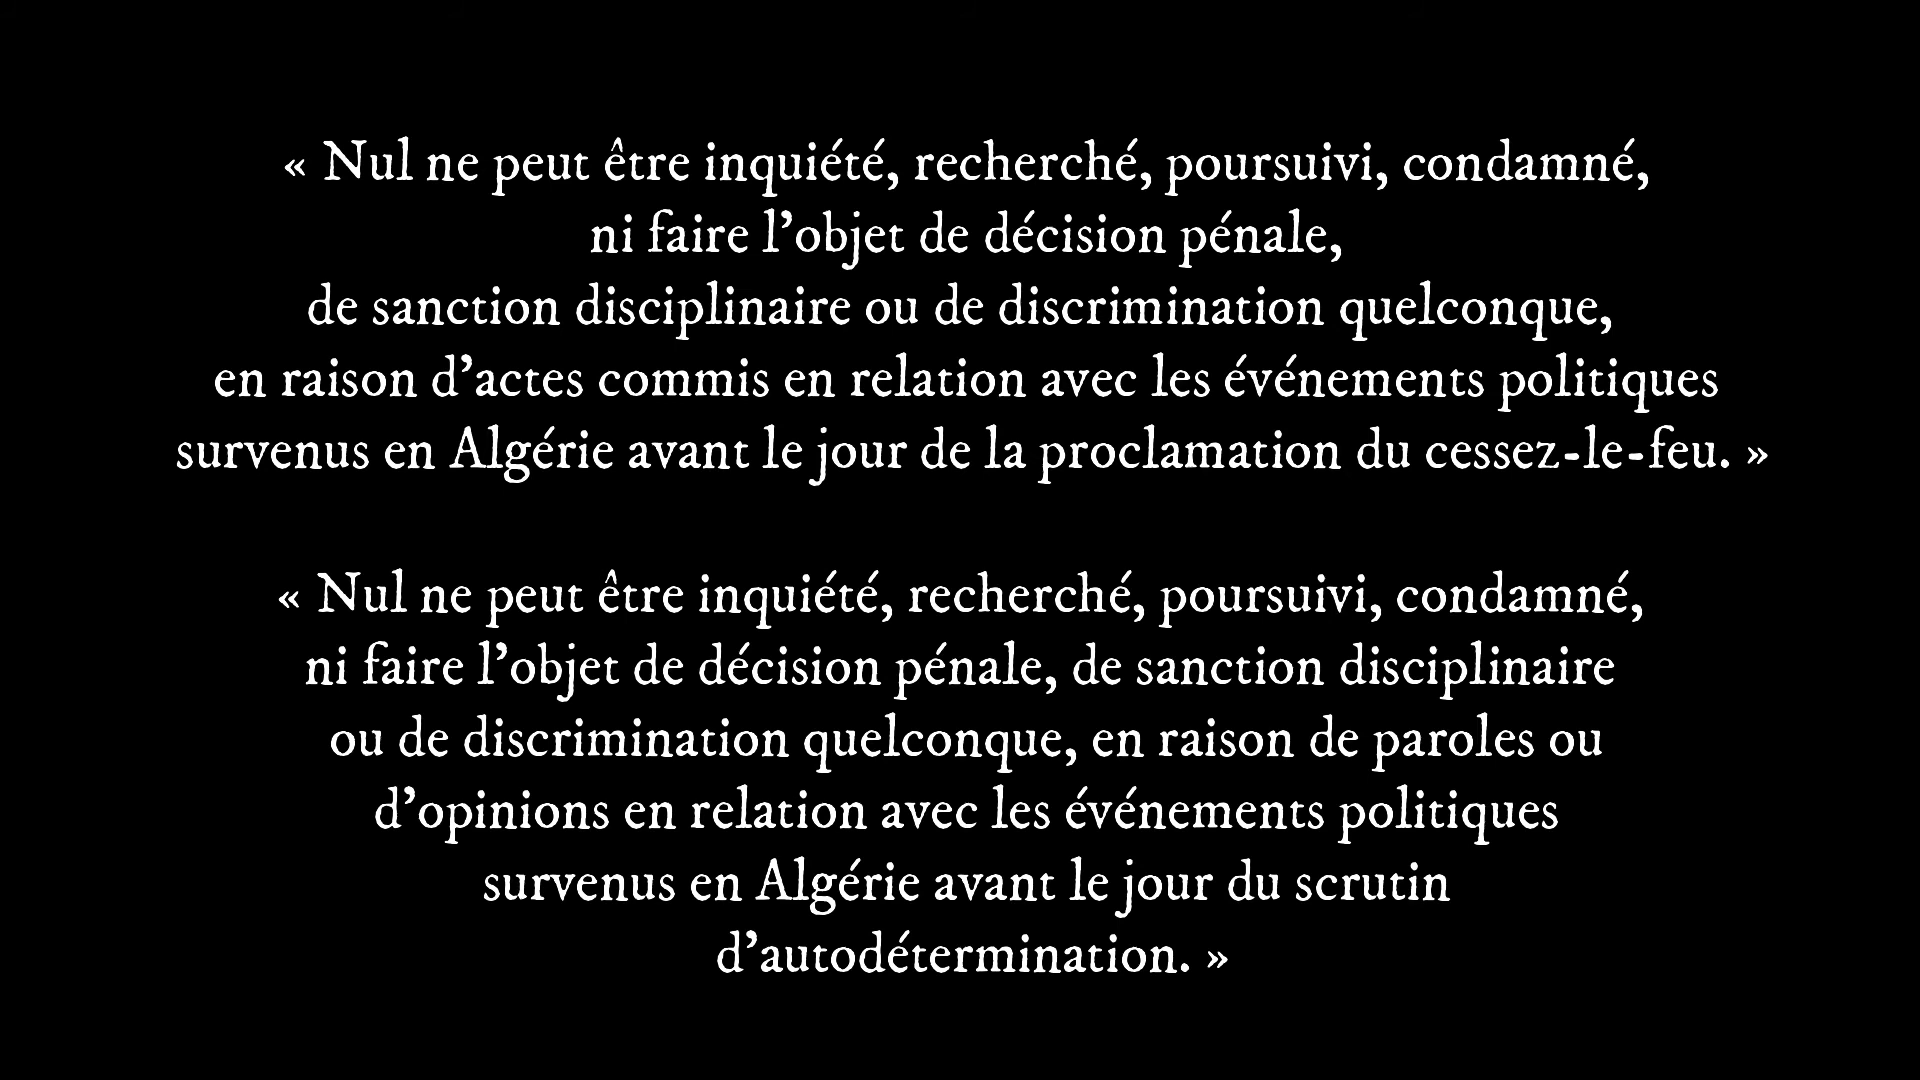 « Nul ne peut être inquiété, recherché, poursuivi, condamné,
ni faire l’objet de décision pénale,
de sanction disciplinaire ou de discrimination quelconque,
en raison d’actes commis en relation avec les événements politiques
survenus en Algérie avant le jour de la proclamation du cessez-le-feu. »
« Nul ne peut être inquiété, recherché, poursuivi, condamné,
ni faire l’objet de décision pénale, de sanction disciplinaire
ou de discrimination quelconque, en raison de paroles ou
d’opinions en relation avec les événements politiques
survenus en Algérie avant le jour du scrutin
d’autodétermination. »